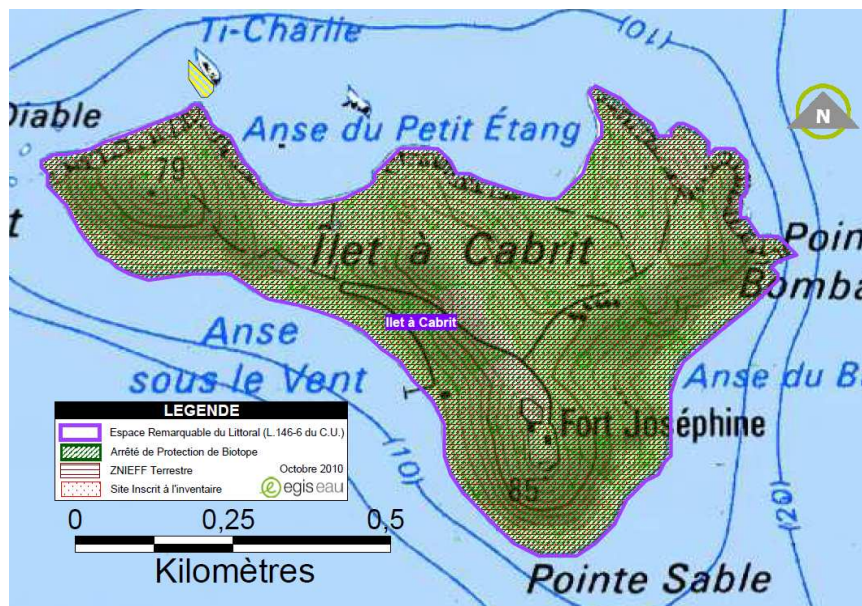 Ti-Charlie
(10)
Diable
Anse du Petit Étang
N
79
t
Îlet à Cabrit
Poin
Bomba
Ilet à Cabrit
Anse
sous le Vent
Anse du B
LEGENDE
Espace Remarquable du Littoral (L.146-6 du C.U.)
Arrêté de Protection de Biotope
ZNIEFF Terrestre
Octobre 2010
Site Inscrit à l'inventaire
egis eau
Fort Joséphine
85
(10)
(20)
0 0,25 0,5
Kilomètres
Pointe Sable